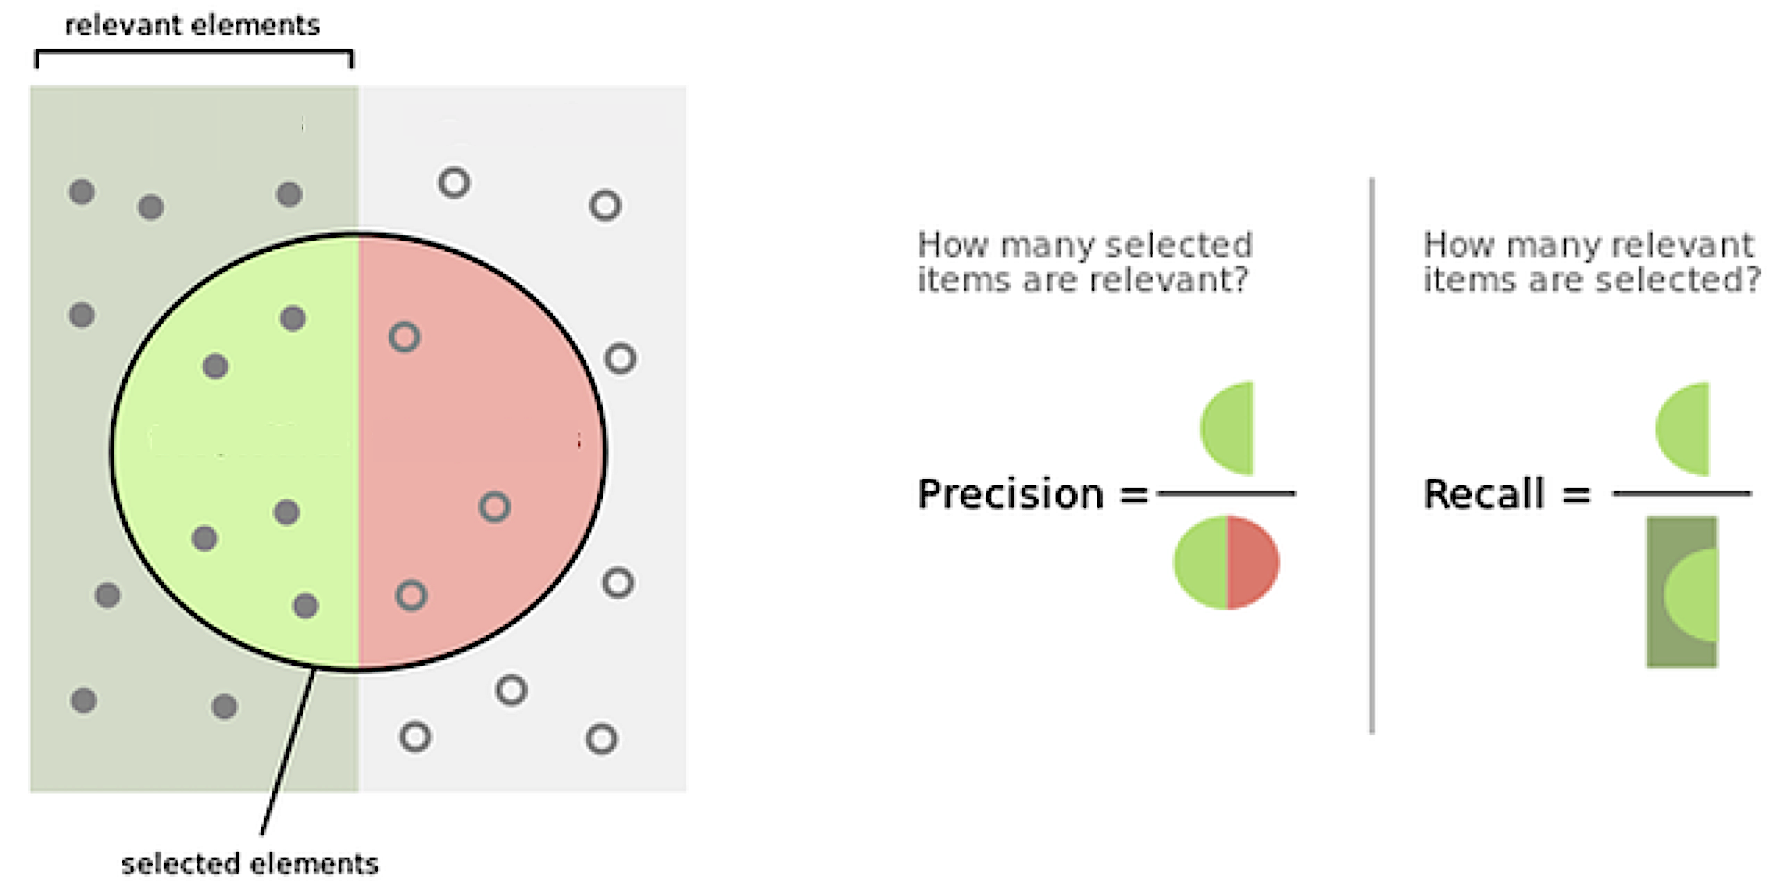 relevant elements
selected elements
How many selected
items are relevant?
Precision =
How many relevant
items are selected?
Recall =